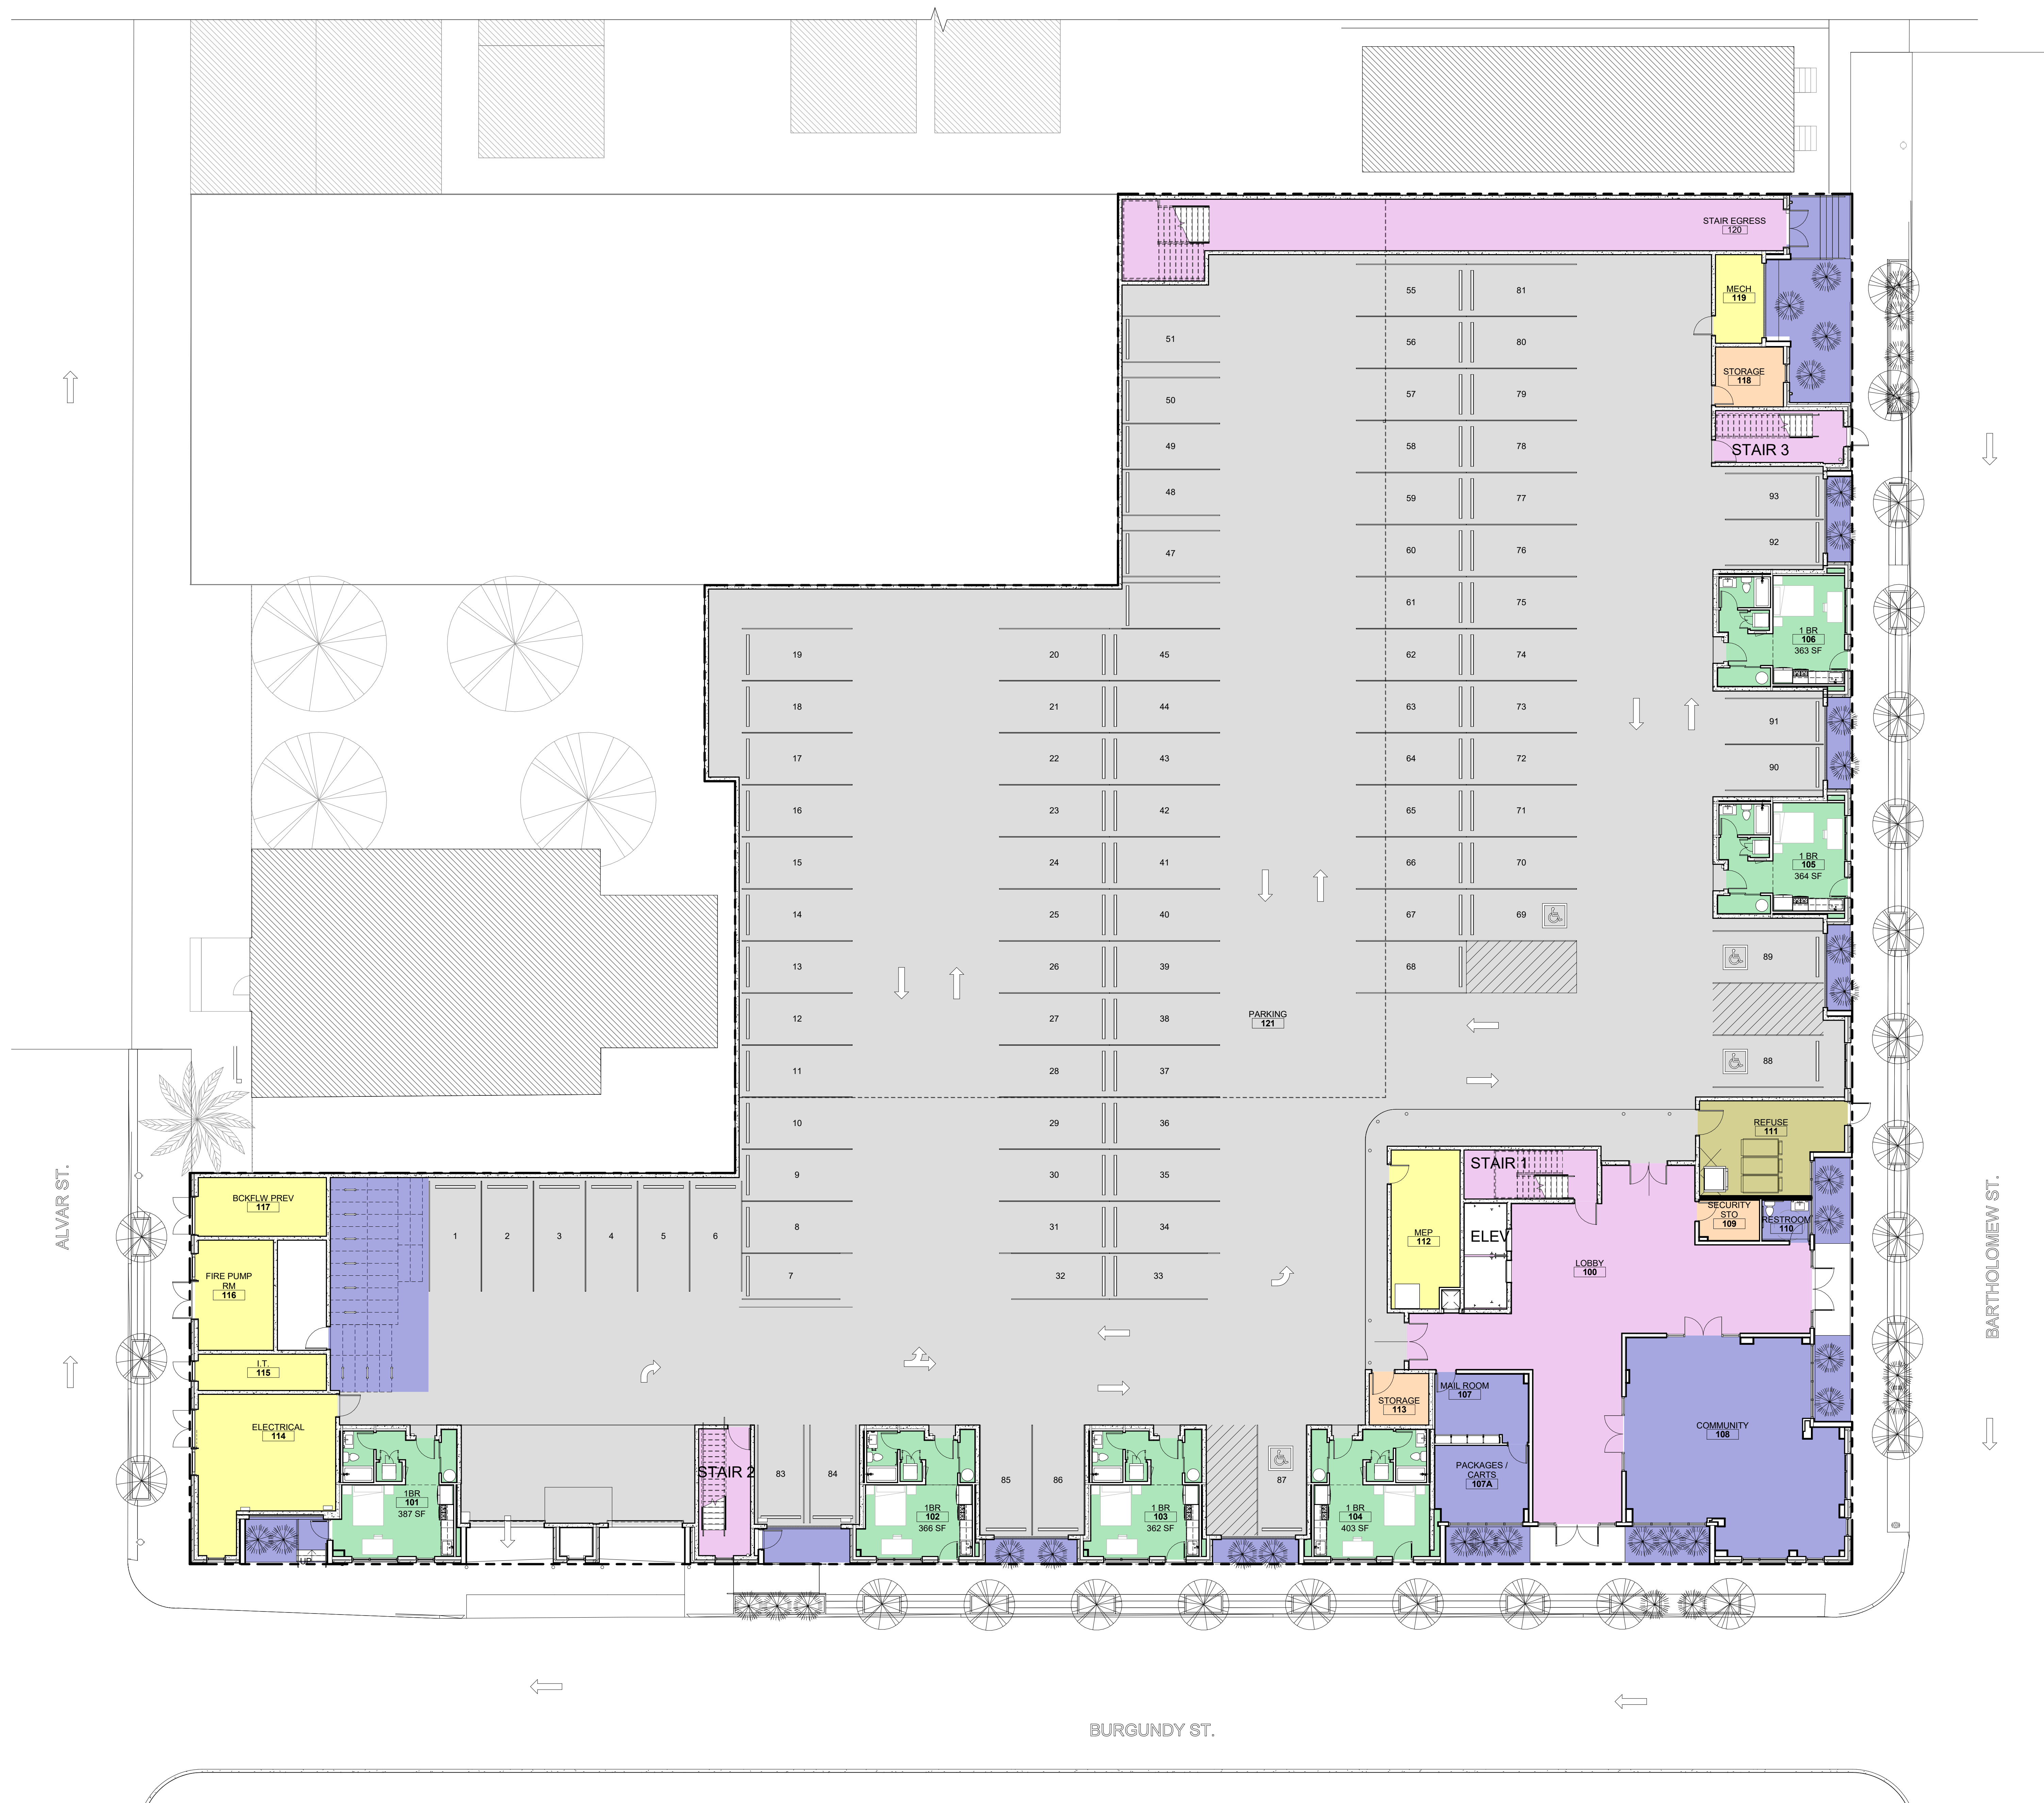 STAIR EGRESS
120
MECH
119
55
81
51
56
80
STORAGE
118
50
57
79
49
58
78
STAIR 3
48
59
77
93
47
60
76
92
61
75
1 BR
106
363 SF
19
20
45
62
74
18
21
44
63
73
91
17
22
43
64
72
90
16
23
42
65
71
15
24
41
66
70
1 BR
105
364 SF
14
25
40
67
69
13
26
39
68
89
12
27
38
PARKING
121
11
28
37
88
10
29
36
REFUSE
111
9
30
35
STAIR 1
BCKFLW PREV
117
8
31
34
1
2
3
4
5
6
MEP
112
ELEV
SECURITY
STO
109
RESTROOM
110
ALVAR ST.
BARTHOLOMEW ST.
FIRE PUMP
RM
116
7
32
33
LOBBY
100
I.T.
115
STORAGE
113
MAIL ROOM
107
ELECTRICAL
114
COMMUNITY
108
STAIR 2
83
84
85
86
87
PACKAGES /
CARTS
107A
1BR
101
387 SF
1BR
102
366 SF
1 BR
103
362 SF
1 BR
104
403 SF
UP
BURGUNDY ST.